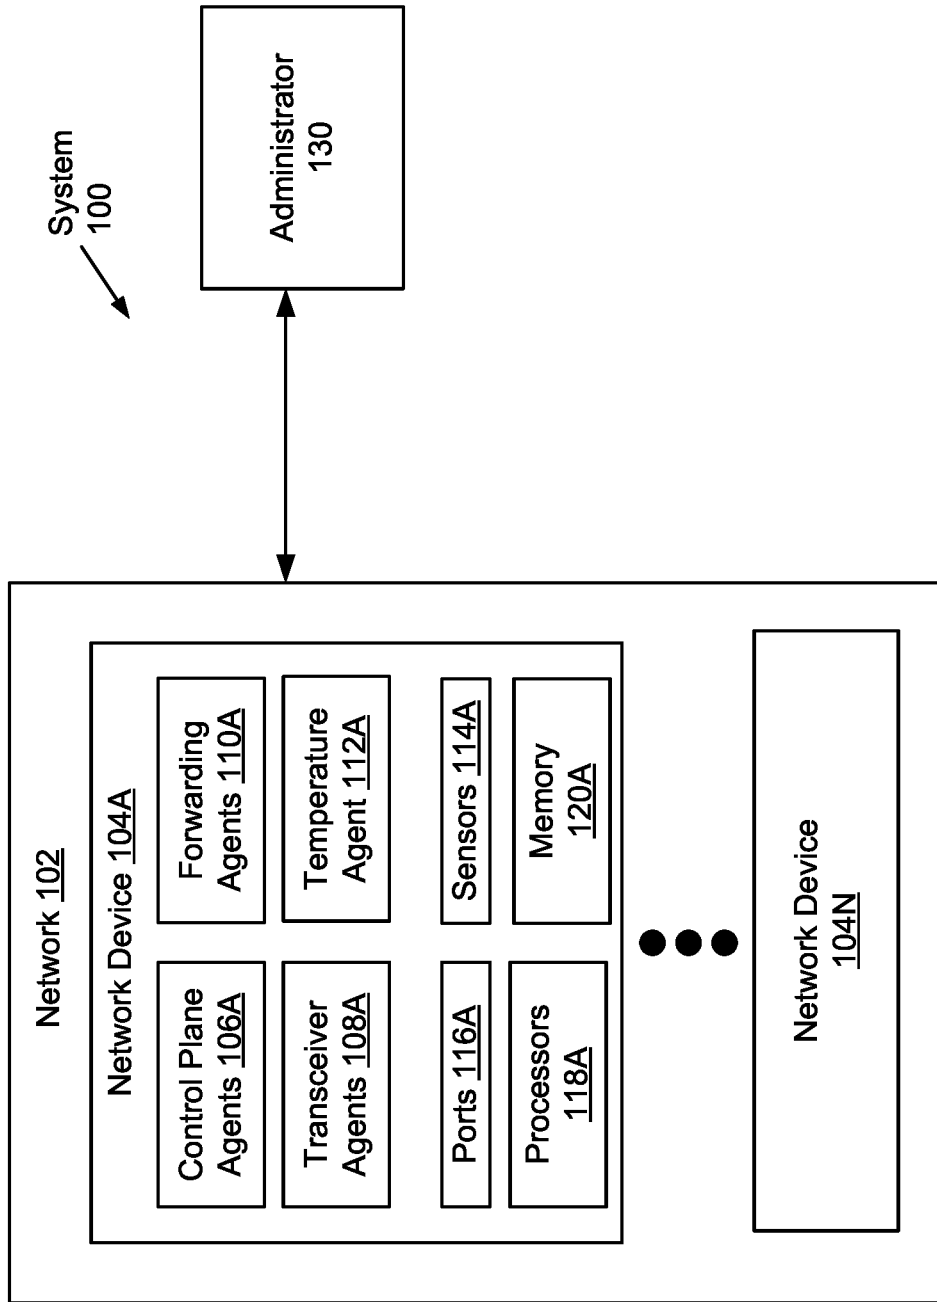 System
100
Network 102
Network Device 104A
Control Plane
Agents 106A
Forwarding
Agents 110A
Transceiver
Agents 108A
Temperature
Agent 112A
Ports 116A
Sensors 114A
Processors
118A
Memory
120A
Network Device
104N
Administrator
130